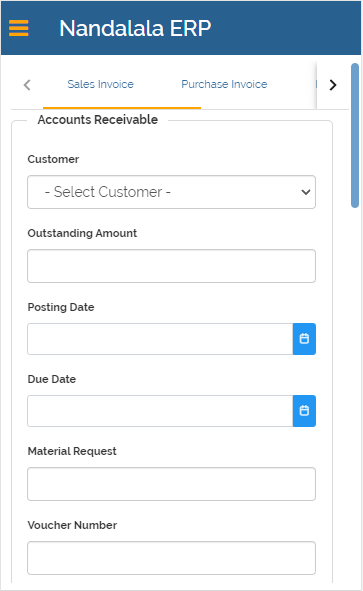 Nandalala ERP
Sales Invoice
Purchase Invoice
Accounts Receivable
Customer
- Select Customer -
Outstanding Amount
Posting Date
Due Date
Material Request
Voucher Number